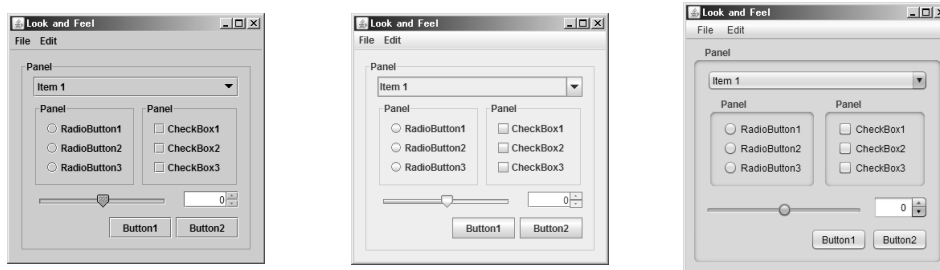 Look and Feel
File Edit
Panel
Item 1
Panel Panel
RadioButton1 CheckBox1
RadioButton2 CheckBox2
RadioButton3 CheckBox3
0
Button1 Button2
Look and Feel
File Edit
Panel
Item 1
Panel Panel
RadioButton1 CheckBox1
RadioButton2 CheckBox2
RadioButton3 CheckBox3
0
Button1 Button2
Look and Feel
File Edit
Panel
Item 1
Panel Panel
RadioButton1 CheckBox1
RadioButton2 CheckBox2
RadioButton3 CheckBox3
0
Button1 Button2